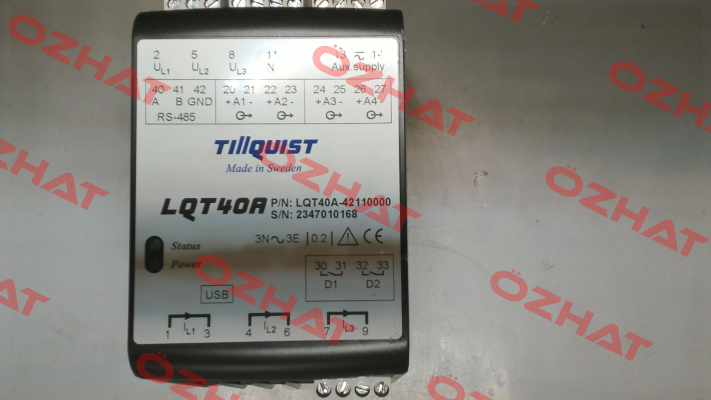 2 5 8 11 13 ≂ 14
UL1 UL2 UL3 N Aux.supply
40 41 42 20 21 22 23 24 25 26 27
A B GND +A1- +A2- +A3- +A4
RS-485
TillQUIST
Made in Sweden
LQT40A P/N: LQT40A-42110000
S/N: 2347010168
3N~3E |0.2| CE
Status
Power
30 31 32 33
D1 D2
USB
IL1 IL2 IL3
1 3 4 6 7 9
ÖZHAT
ÖZHAT
ÖZHAT
ÖZHAT
ÖZHAT
ÖZHAT
ÖZHAT